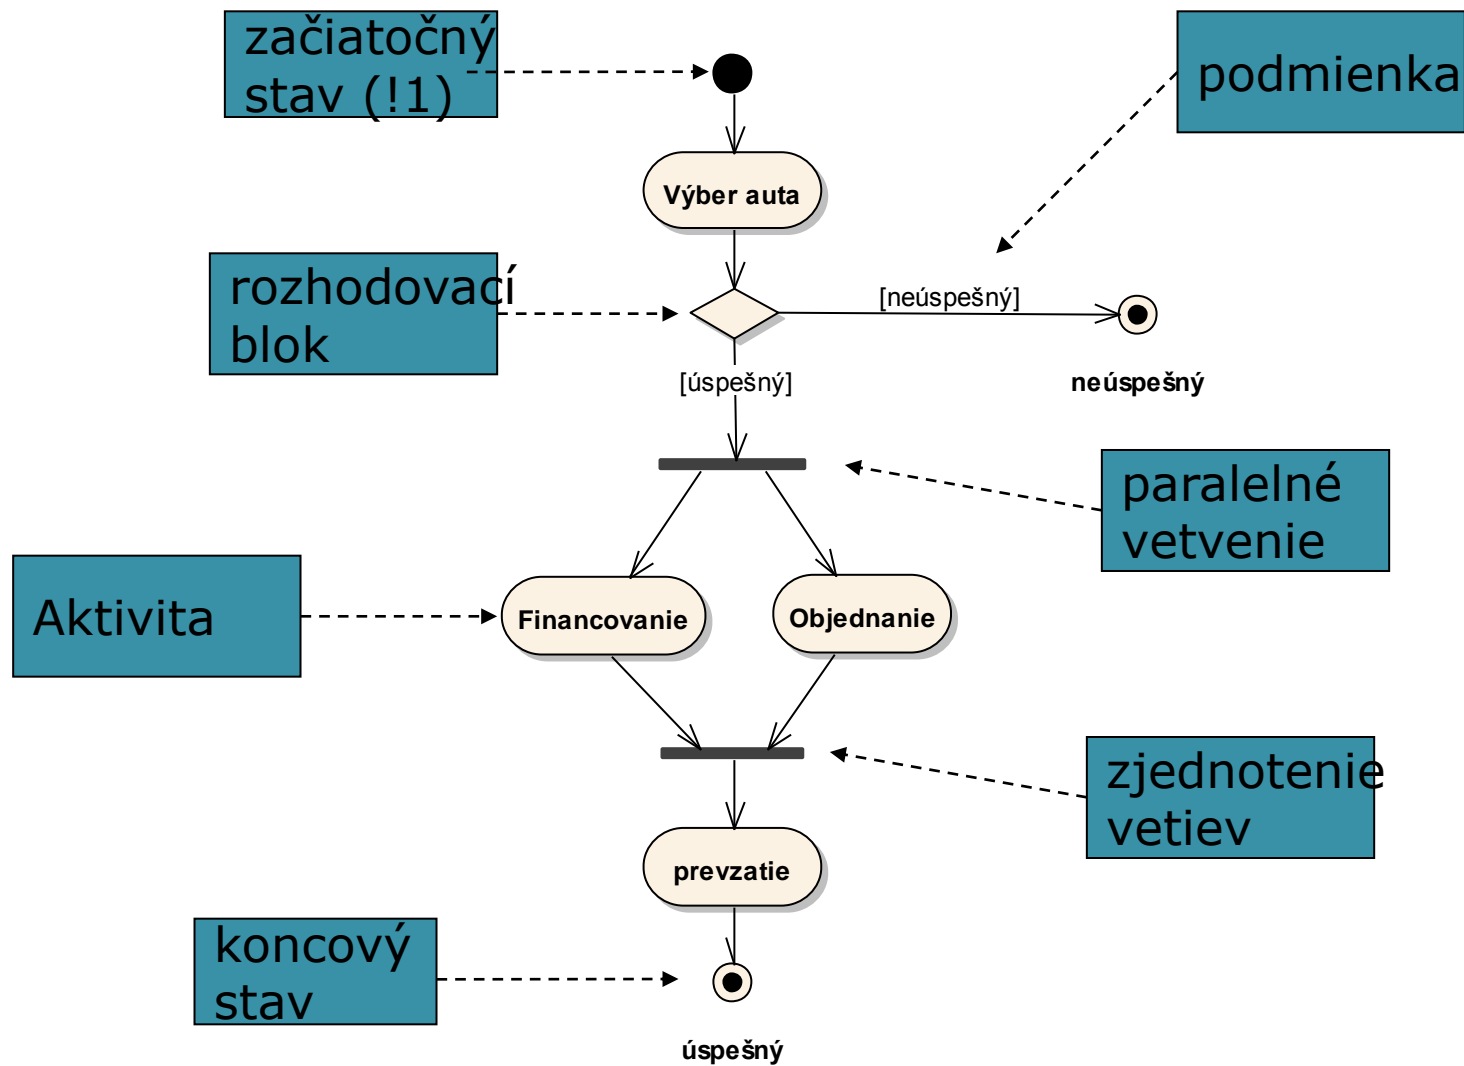 začiatočný
stav (!1)
podmienka
Výber auta
rozhodovací
blok
[neúspešný]
neúspešný
[úspešný]
paralelné
vetvenie
Aktivita
Financovanie
Objednanie
zjednotenie
vetiev
prevzatie
koncový
stav
úspešný